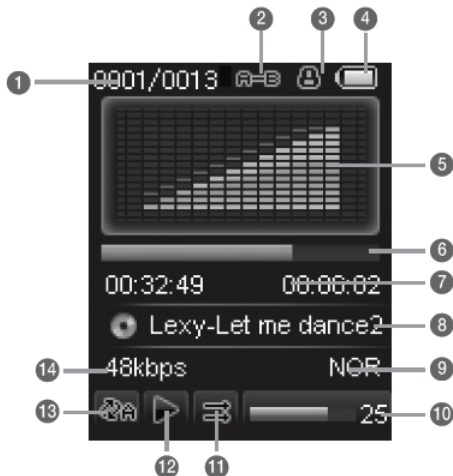 2 3 4
1 0001/0013 A=B
5
6
00:32:49 00:06:02 7
Lexy-Let me dance2 8
14 48kbps NOR 9
A 25 10
13 12 11